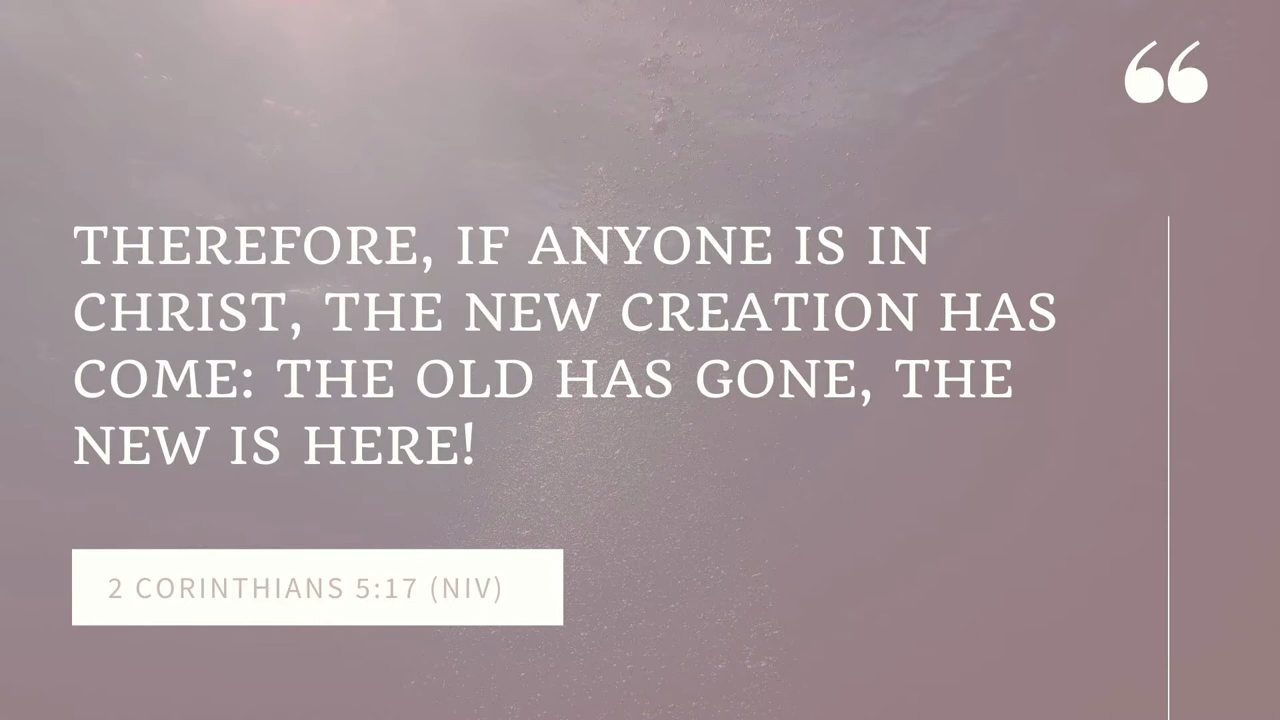 “
THEREFORE, IF ANYONE IS IN
CHRIST, THE NEW CREATION HAS
COME: THE OLD HAS GONE, THE
NEW IS HERE!
2 CORINTHIANS 5:17 (NIV)